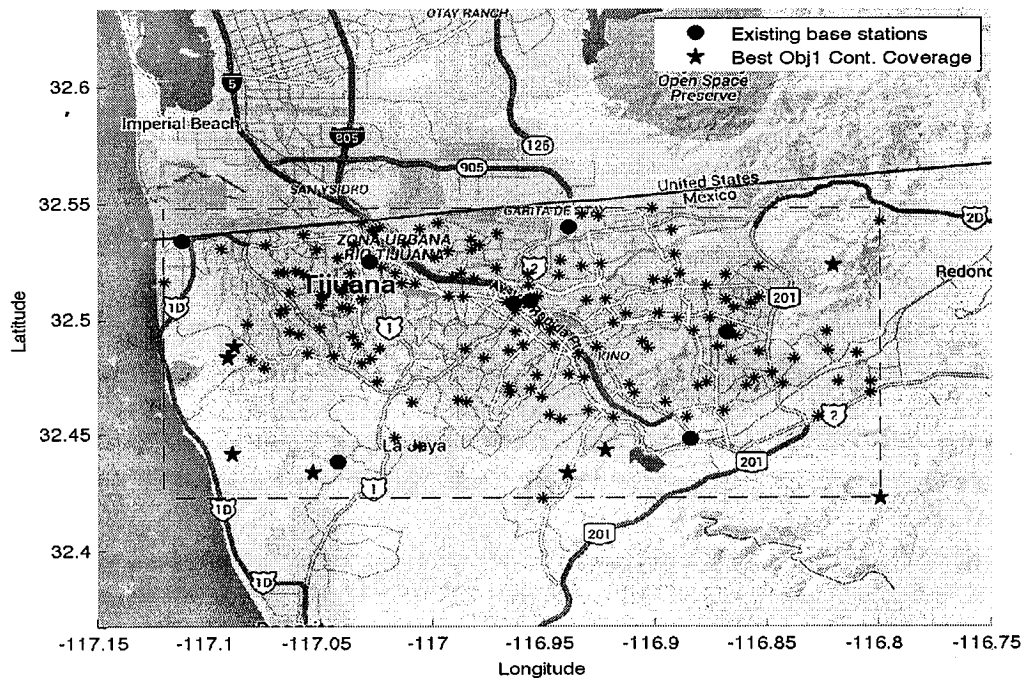 OTAY RANCH
Existing base stations
Best Obj1 Cont. Coverage
Open Space
Preserve
32.6
5
Imperial Beach
805
125
905
SAN YSIDRO
United States
Mexico
32.55
GARITA DE
2D
ZONA URBANA
RIO TIJUANA
2
Redond
Tijuana
201
1D
1
Latitude
32.5
KINO
2
32.45
La Joya
201
1
1D
201
32.4
1D
-117.15
-117.1
-117.05
-117
-116.95
-116.9
-116.85
-116.8
-116.75
Longitude